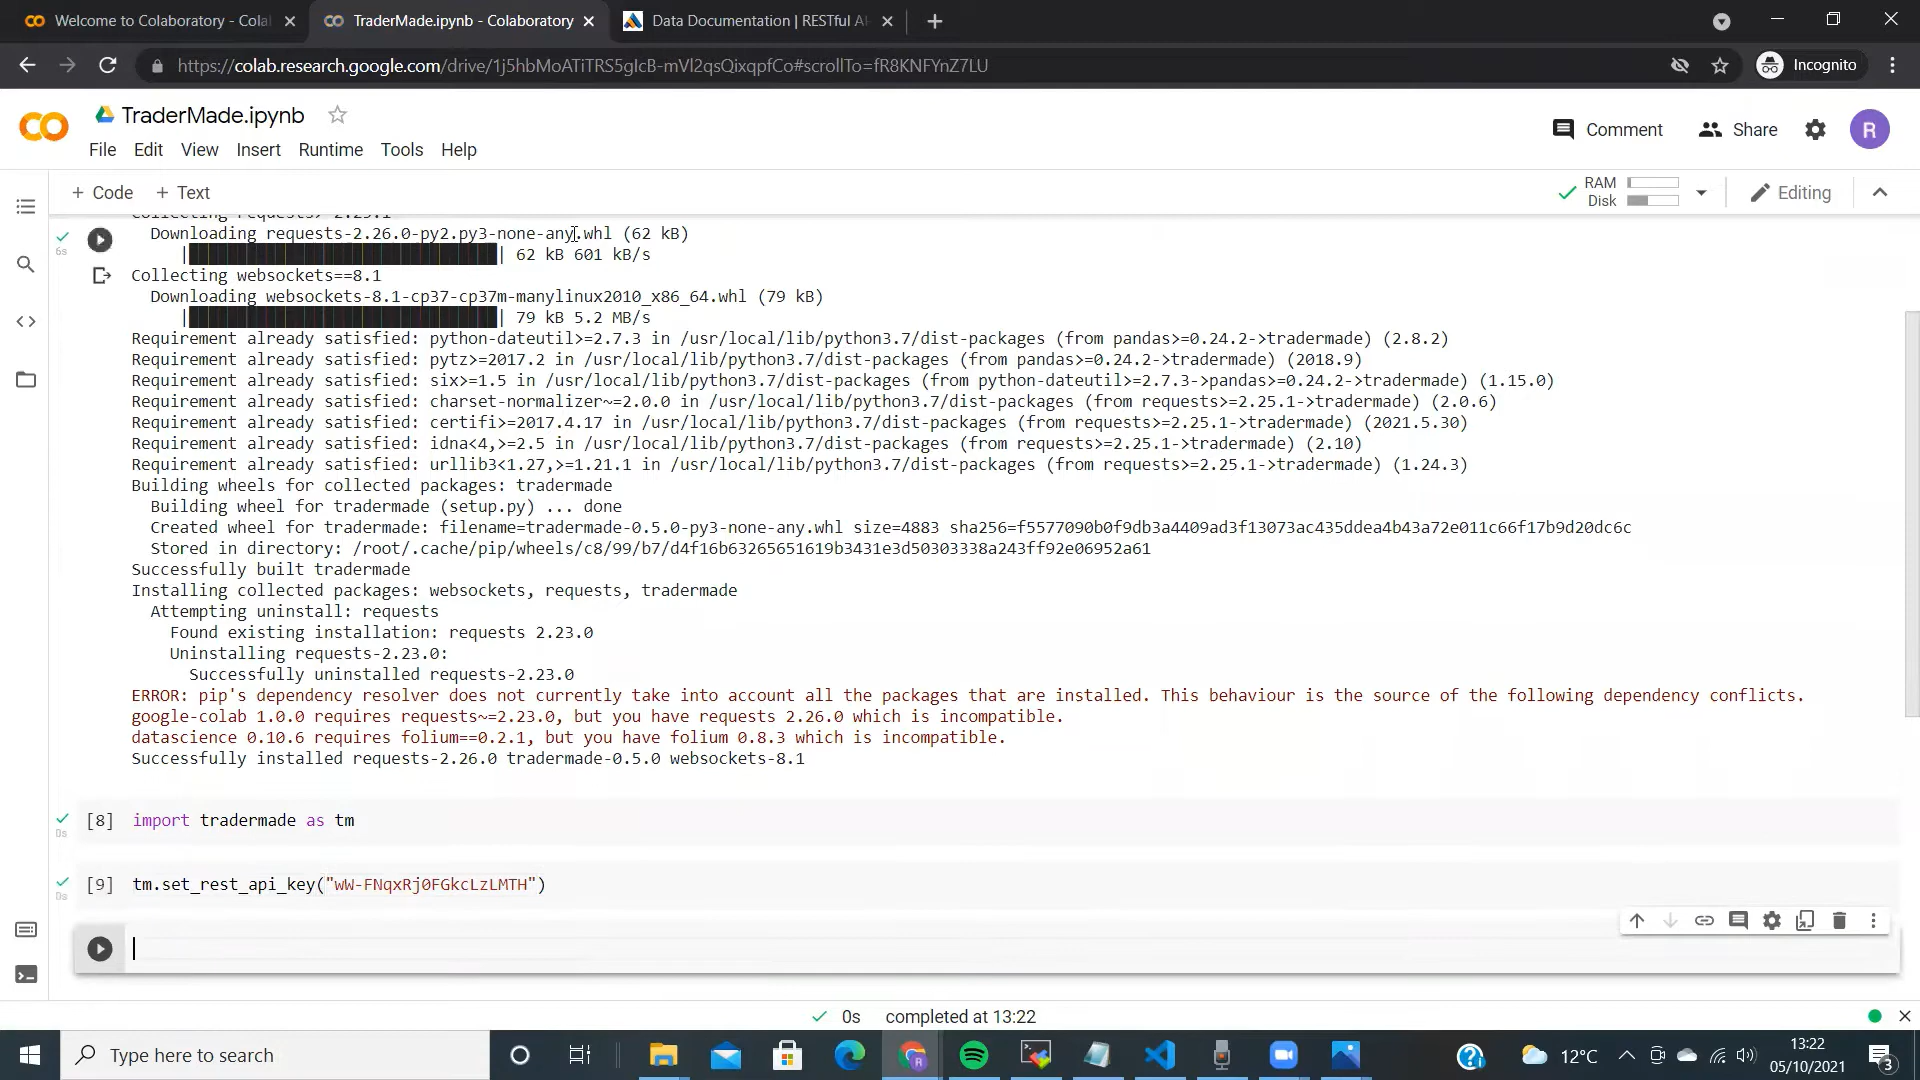 Welcome to Colaboratory - Cola
TraderMade.ipynb - Colaboratory
Data Documentation | RESTful A
https://colab.research.google.com/drive/1j5hbMoATiTRS5gIcB-mVl2qsQixqpfCo#scrollTo=fR8KNFYnZ7LU
Incognito
TraderMade.ipynb
Comment
Share
R
File Edit View Insert Runtime Tools Help
+ Code + Text
RAM
Disk
Editing
Collecting requests>=2.25.1
Downloading requests-2.26.0-py2.py3-none-any.whl (62 kB)
6s
| | 62 kB 601 kB/s
Collecting websockets==8.1
Downloading websockets-8.1-cp37-cp37m-manylinux2010_x86_64.whl (79 kB)
| | 79 kB 5.2 MB/s
Requirement already satisfied: python-dateutil>=2.7.3 in /usr/local/lib/python3.7/dist-packages (from pandas>=0.24.2->tradermade) (2.8.2)
Requirement already satisfied: pytz>=2017.2 in /usr/local/lib/python3.7/dist-packages (from pandas>=0.24.2->tradermade) (2018.9)
Requirement already satisfied: six>=1.5 in /usr/local/lib/python3.7/dist-packages (from python-dateutil>=2.7.3->pandas>=0.24.2->tradermade) (1.15.0)
Requirement already satisfied: charset-normalizer~=2.0.0 in /usr/local/lib/python3.7/dist-packages (from requests>=2.25.1->tradermade) (2.0.6)
Requirement already satisfied: certifi>=2017.4.17 in /usr/local/lib/python3.7/dist-packages (from requests>=2.25.1->tradermade) (2021.5.30)
Requirement already satisfied: idna<4,>=2.5 in /usr/local/lib/python3.7/dist-packages (from requests>=2.25.1->tradermade) (2.10)
Requirement already satisfied: urllib3<1.27,>=1.21.1 in /usr/local/lib/python3.7/dist-packages (from requests>=2.25.1->tradermade) (1.24.3)
Building wheels for collected packages: tradermade
Building wheel for tradermade (setup.py) ... done
Created wheel for tradermade: filename=tradermade-0.5.0-py3-none-any.whl size=4883 sha256=f5577090b0f9db3a4409ad3f13073ac435ddea4b43a72e011c66f17b9d20dc6c
Stored in directory: /root/.cache/pip/wheels/c8/99/b7/d4f16b63265651619b3431e3d50303338a243ff92e06952a61
Successfully built tradermade
Installing collected packages: websockets, requests, tradermade
Attempting uninstall: requests
Found existing installation: requests 2.23.0
Uninstalling requests-2.23.0:
Successfully uninstalled requests-2.23.0
ERROR: pip's dependency resolver does not currently take into account all the packages that are installed. This behaviour is the source of the following dependency conflicts.
google-colab 1.0.0 requires requests~=2.23.0, but you have requests 2.26.0 which is incompatible.
datascience 0.10.6 requires folium==0.2.1, but you have folium 0.8.3 which is incompatible.
Successfully installed requests-2.26.0 tradermade-0.5.0 websockets-8.1
[8] import tradermade as tm
0s
[9] tm.set_rest_api_key("wW-FNqxRj0FGkcLzLMTH")
0s
0s completed at 13:22
Type here to search
12°C
13:22
05/10/2021
3